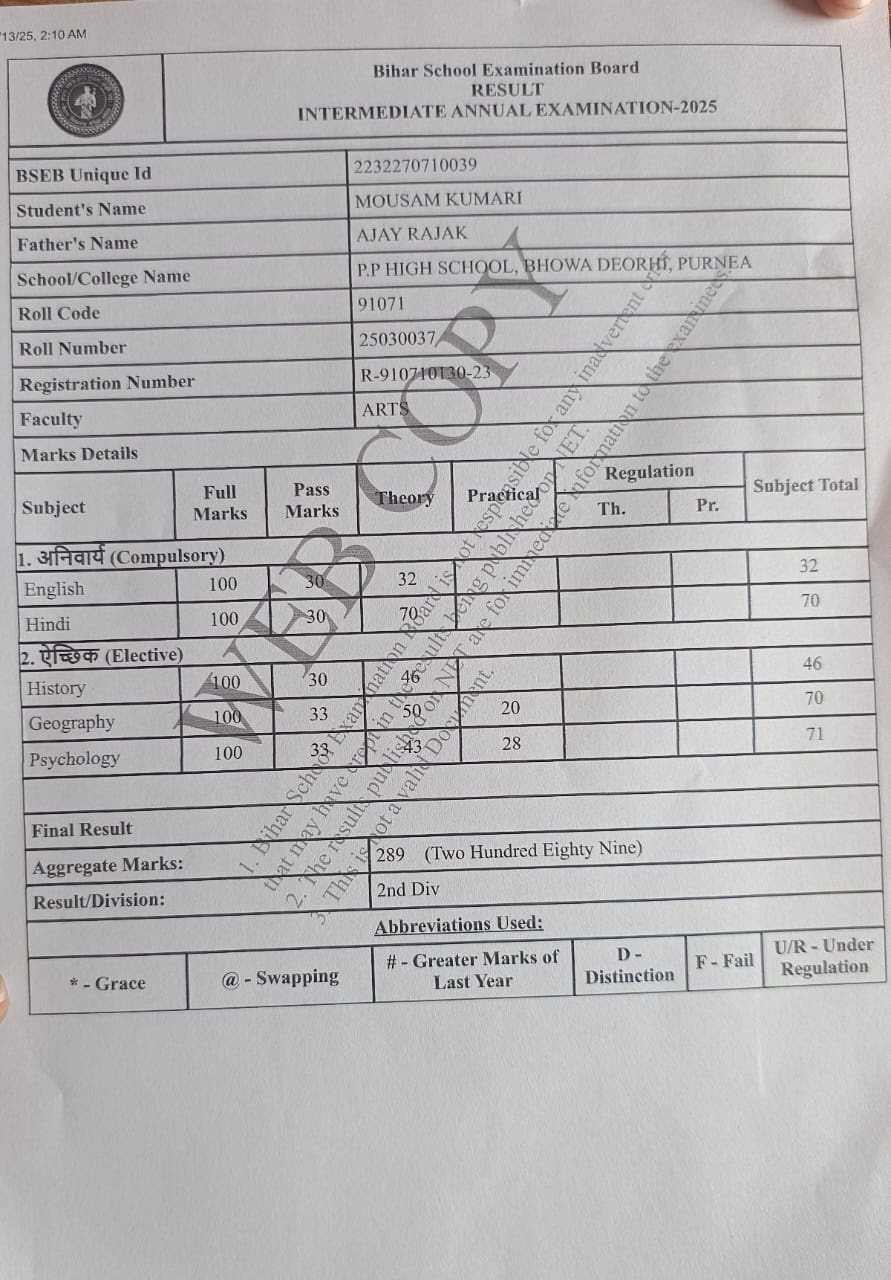 13/25, 2:10 AM
Bihar School Examination Board
RESULT
INTERMEDIATE ANNUAL EXAMINATION-2025
BSEB Unique Id 2232270710039
Student's Name MOUSAM KUMARI
Father's Name AJAY RAJAK
School/College Name P.P HIGH SCHOOL, BHOWA DEORHI, PURNEA
Roll Code 91071
Roll Number 25030037
Registration Number R-910710130-23
Faculty ARTS
Marks Details
Subject Full Marks Pass Marks Theory Practical Regulation Th. Pr. Subject Total
1. अनिवार्य (Compulsory)
English 100 30 32 32
Hindi 100 30 70 70
2. ऐच्छिक (Elective)
History 100 30 46 46
Geography 100 33 50 20 70
Psychology 100 33 43 28 71
Final Result
Aggregate Marks: 289 (Two Hundred Eighty Nine)
Result/Division: 2nd Div
Abbreviations Used:
* - Grace @ - Swapping # - Greater Marks of Last Year D - Distinction F - Fail U/R - Under Regulation
WEB COPY
1. Bihar School Examination Board is not responsible for any inadvertent error
that may have crept in the results being published on NET.
2. The results published on NET are for immediate information to the examinees.
3. This is not a valid Document.